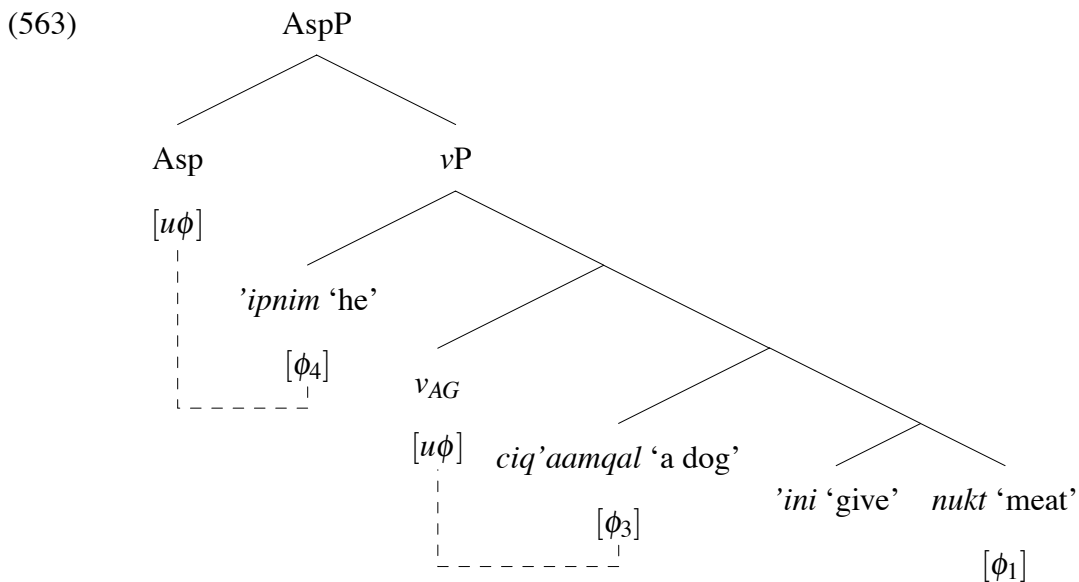 (563) AspP
Asp vP
[uϕ]
'ipnim ‘he’
[ϕ4] vAG
[uϕ] ciq'aamqal ‘a dog’
'ini ‘give’ nukt ‘meat’
[ϕ3]
[ϕ1]